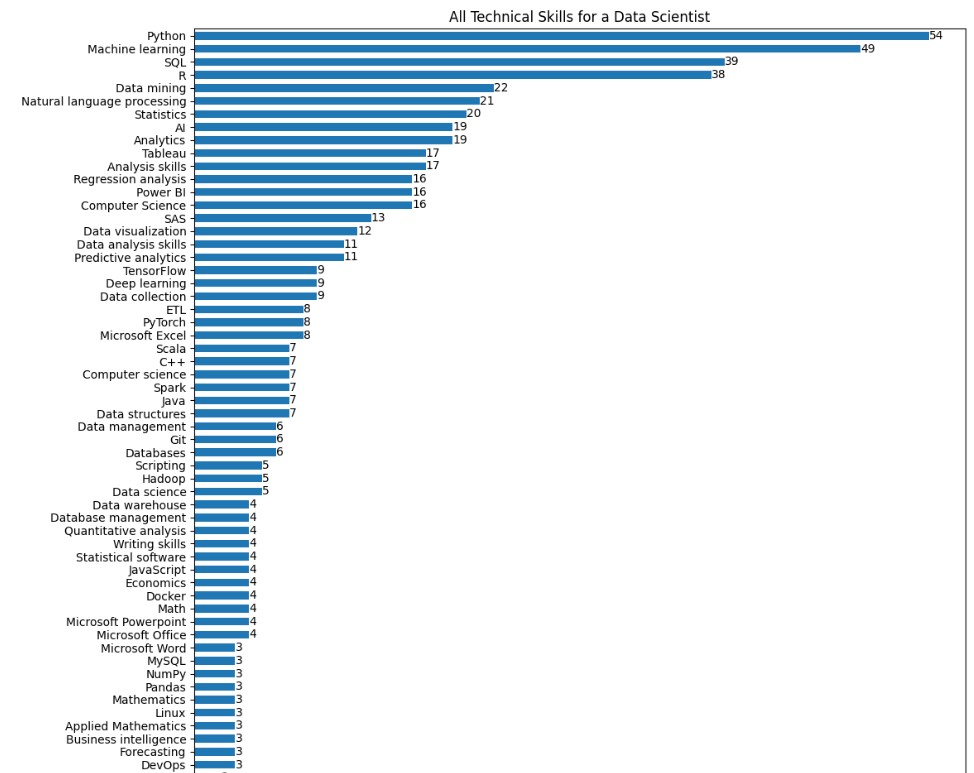 All Technical Skills for a Data Scientist
Python 54
Machine learning 49
SQL 39
R 38
Data mining 22
Natural language processing 21
Statistics 20
AI 19
Analytics 19
Tableau 17
Analysis skills 17
Regression analysis 16
Power BI 16
Computer Science 16
SAS 13
Data visualization 12
Data analysis skills 11
Predictive analytics 11
TensorFlow 9
Deep learning 9
Data collection 9
ETL 8
PyTorch 8
Microsoft Excel 8
Scala 7
C++ 7
Computer science 7
Spark 7
Java 7
Data structures 7
Data management 6
Git 6
Databases 6
Scripting 5
Hadoop 5
Data science 5
Data warehouse 4
Database management 4
Quantitative analysis 4
Writing skills 4
Statistical software 4
JavaScript 4
Economics 4
Docker 4
Math 4
Microsoft Powerpoint 4
Microsoft Office 4
Microsoft Word 3
MySQL 3
NumPy 3
Pandas 3
Mathematics 3
Linux 3
Applied Mathematics 3
Business intelligence 3
Forecasting 3
DevOps 3